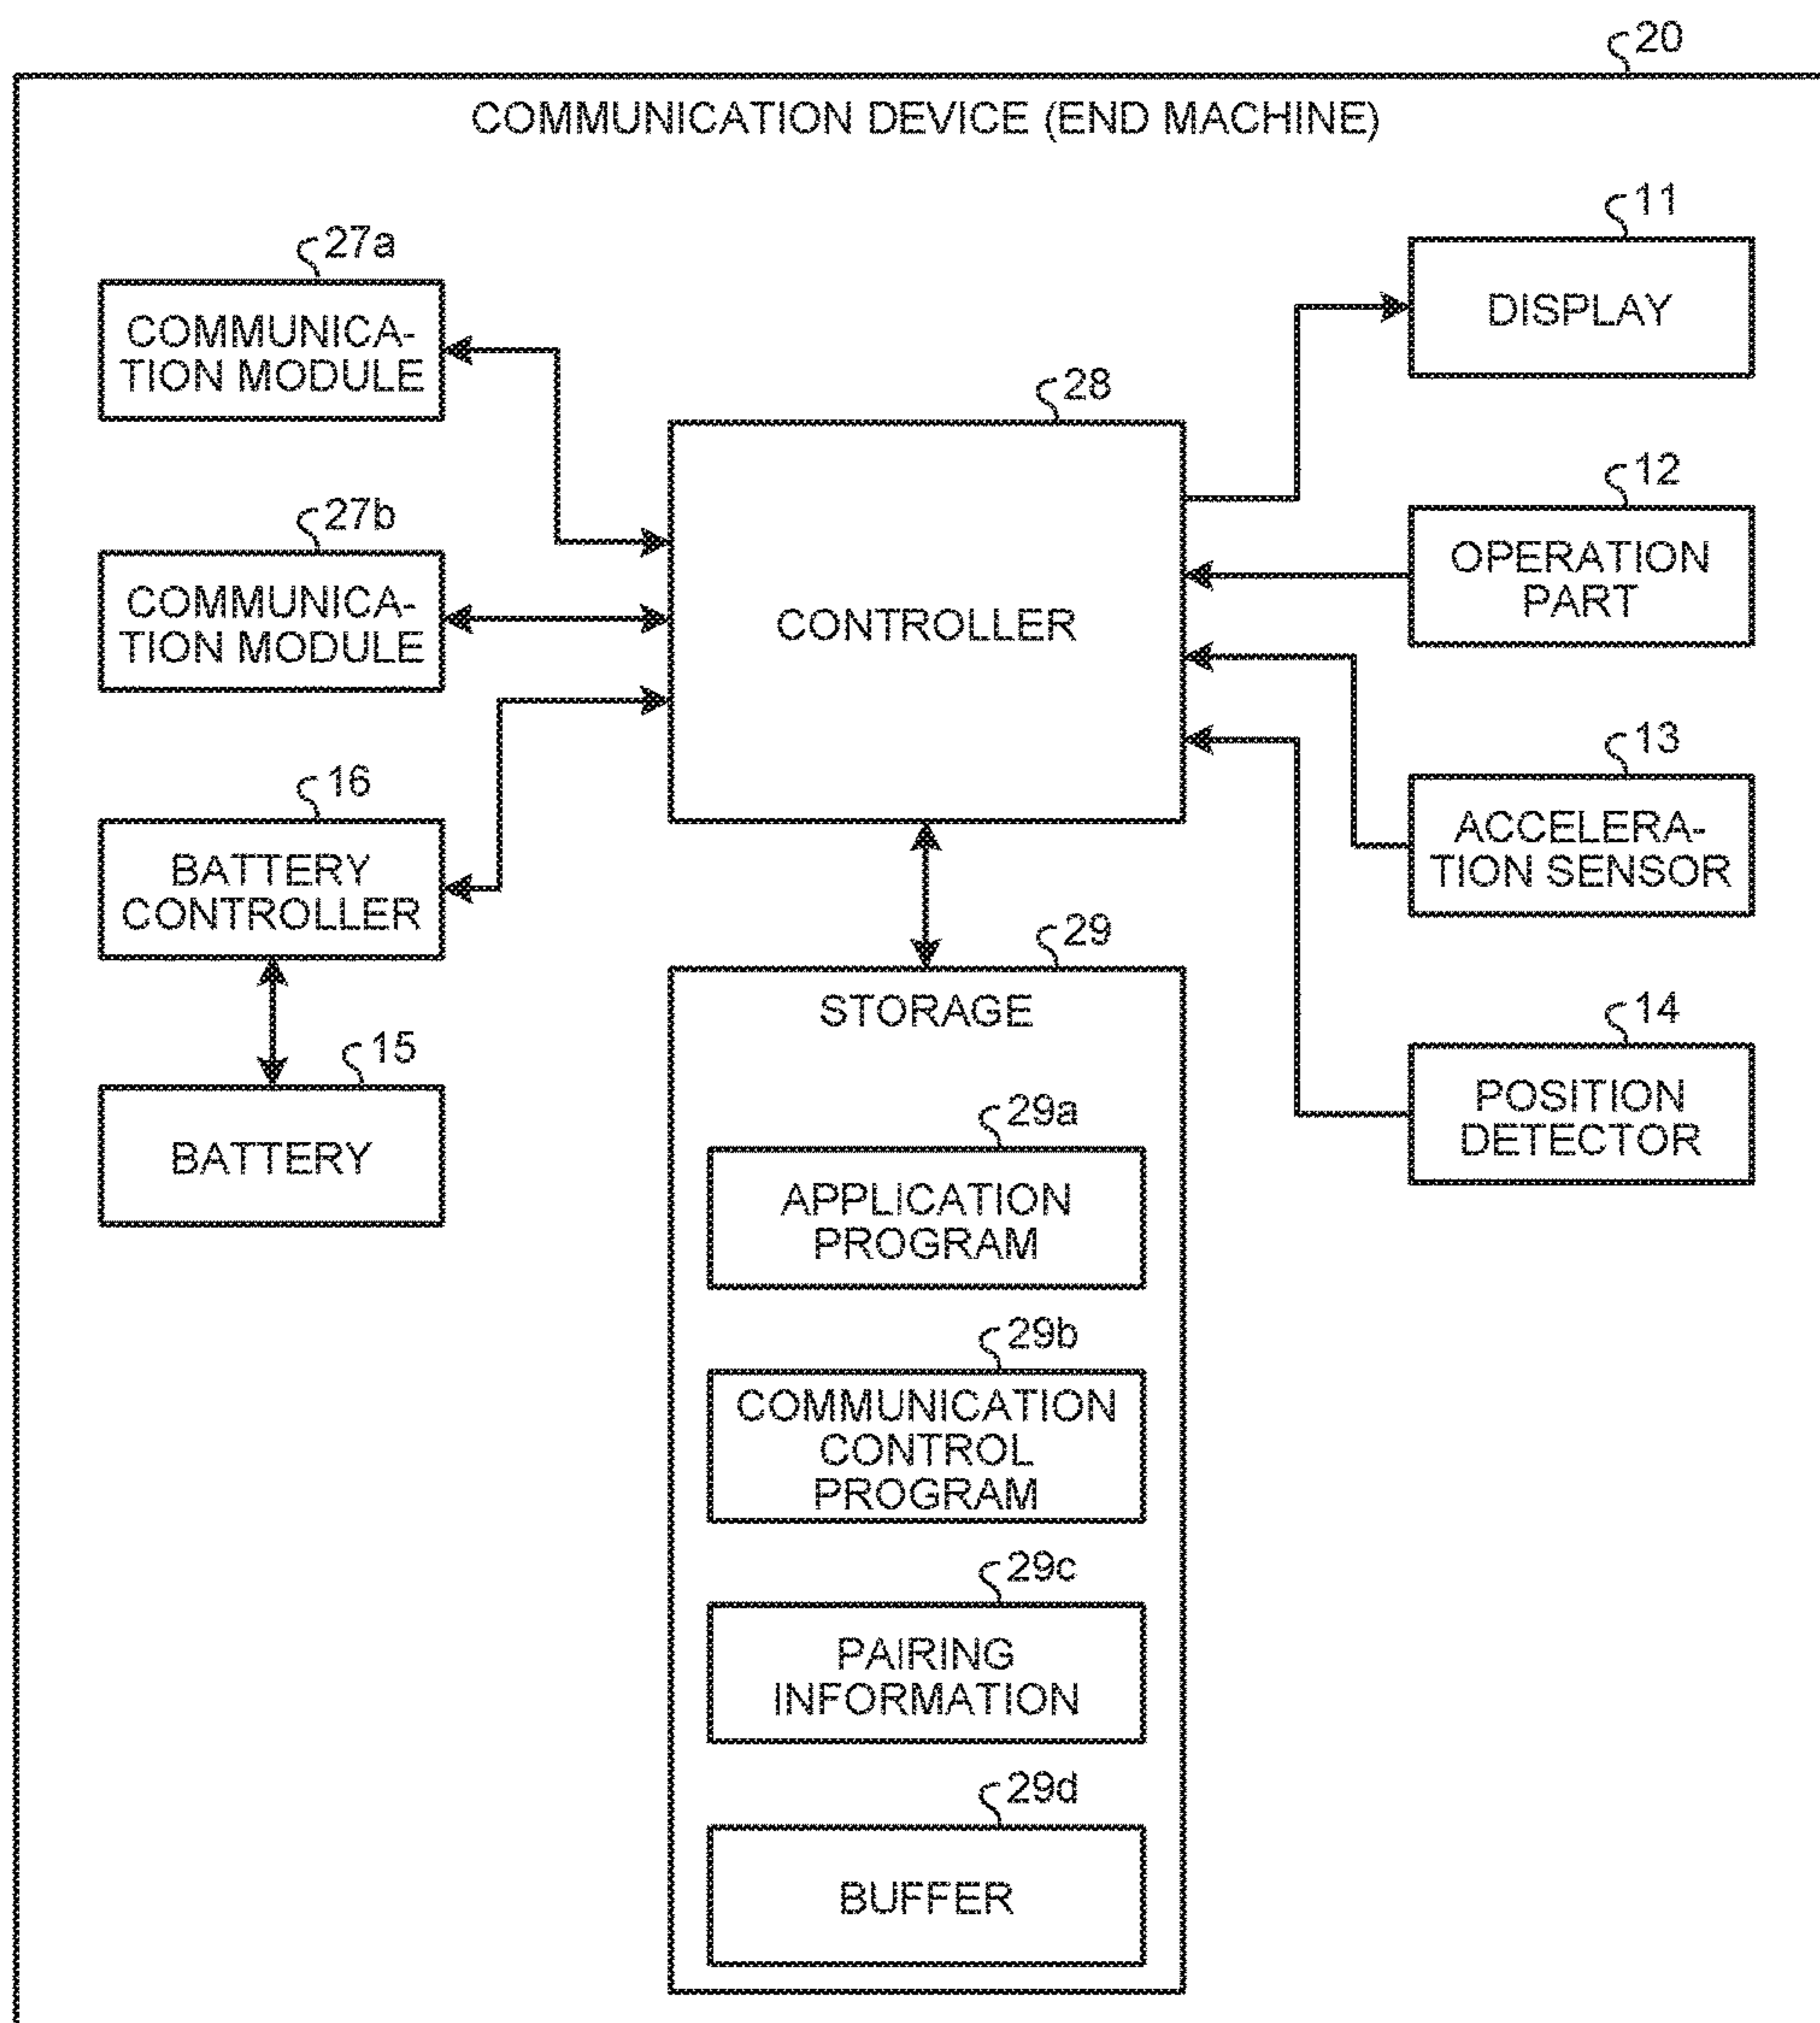 20
COMMUNICATION DEVICE (END MACHINE)
27a
COMMUNICA-
TION MODULE
27b
COMMUNICA-
TION MODULE
16
BATTERY
CONTROLLER
15
BATTERY
28
CONTROLLER
29
STORAGE
29a
APPLICATION
PROGRAM
29b
COMMUNICATION
CONTROL
PROGRAM
29c
PAIRING
INFORMATION
29d
BUFFER
11
DISPLAY
12
OPERATION
PART
13
ACCELERA-
TION SENSOR
14
POSITION
DETECTOR